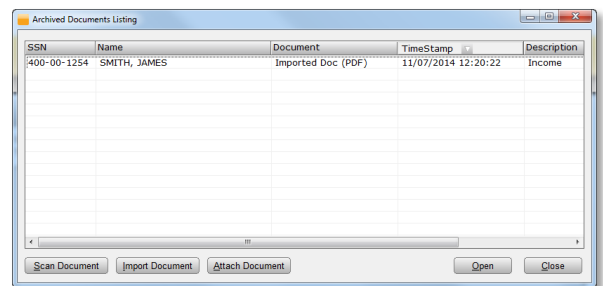 Archived Documents Listing
SSN Name Document TimeStamp Description
400-00-1254 SMITH, JAMES Imported Doc (PDF) 11/07/2014 12:20:22 Income
Scan Document Import Document Attach Document Open Close